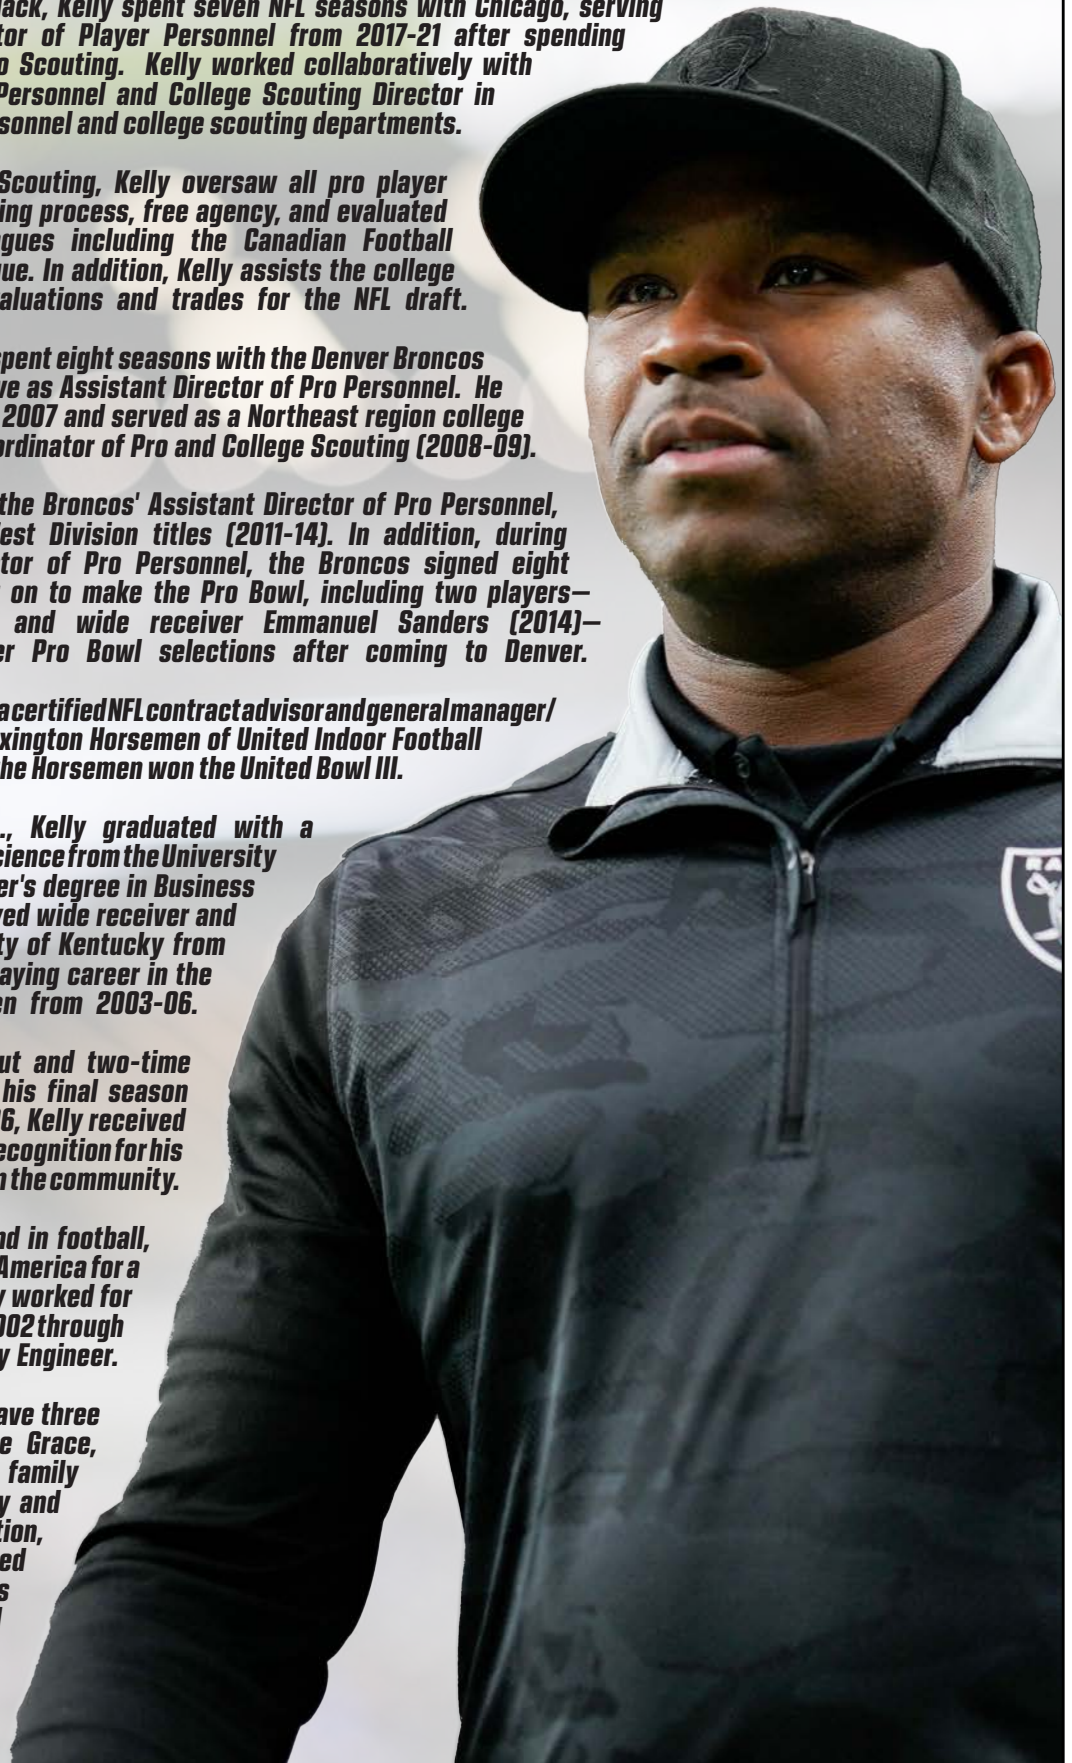 Jack, Kelly spent seven NFL seasons with Chicago, serving
tor of Player Personnel from 2017-21 after spending
o Scouting. Kelly worked collaboratively with
Personnel and College Scouting Director in
sonnel and college scouting departments.
Scouting, Kelly oversaw all pro player
ing process, free agency, and evaluated
gues including the Canadian Football
ue. In addition, Kelly assists the college
aluations and trades for the NFL draft.
spent eight seasons with the Denver Broncos
ve as Assistant Director of Pro Personnel. He
2007 and served as a Northeast region college
ordinator of Pro and College Scouting (2008-09).
the Broncos' Assistant Director of Pro Personnel,
est Division titles (2011-14). In addition, during
tor of Pro Personnel, the Broncos signed eight
on to make the Pro Bowl, including two players—
and wide receiver Emmanuel Sanders (2014)—
er Pro Bowl selections after coming to Denver.
a certified NFL contract advisor and general manager/
xington Horsemen of United Indoor Football
the Horsemen won the United Bowl III.
., Kelly graduated with a
cience from the University
er's degree in Business
yed wide receiver and
ty of Kentucky from
aying career in the
en from 2003-06.
ut and two-time
his final season
6, Kelly received
ecognition for his
n the community.
nd in football,
America for a
y worked for
002 through
y Engineer.
ave three
e Grace,
family
y and
tion,
ed
s
RA